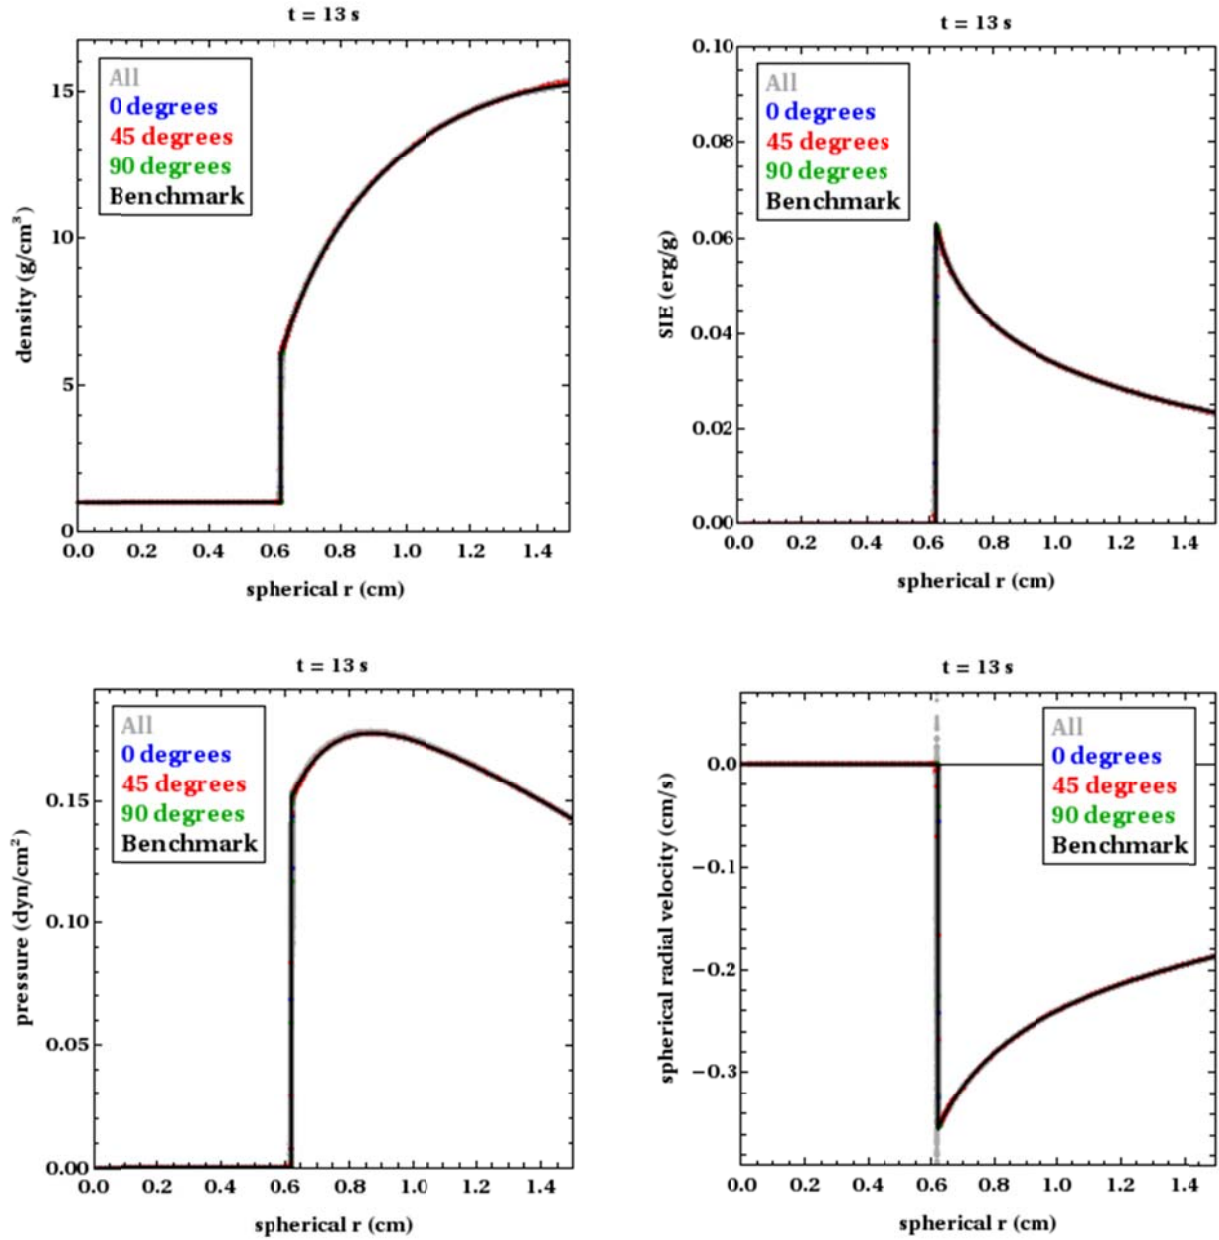 t = 13 s
All
0 degrees
45 degrees
90 degrees
Benchmark
density (g/cm³)
15
10
5
0
0.0 0.2 0.4 0.6 0.8 1.0 1.2 1.4
spherical r (cm)
t = 13 s
All
0 degrees
45 degrees
90 degrees
Benchmark
SIE (erg/g)
0.10
0.08
0.06
0.04
0.02
0.00
0.0 0.2 0.4 0.6 0.8 1.0 1.2 1.4
spherical r (cm)
t = 13 s
All
0 degrees
45 degrees
90 degrees
Benchmark
pressure (dyn/cm²)
0.15
0.10
0.05
0.00
0.0 0.2 0.4 0.6 0.8 1.0 1.2 1.4
spherical r (cm)
t = 13 s
All
0 degrees
45 degrees
90 degrees
Benchmark
spherical radial velocity (cm/s)
0.0
−0.1
−0.2
−0.3
0.0 0.2 0.4 0.6 0.8 1.0 1.2 1.4
spherical r (cm)